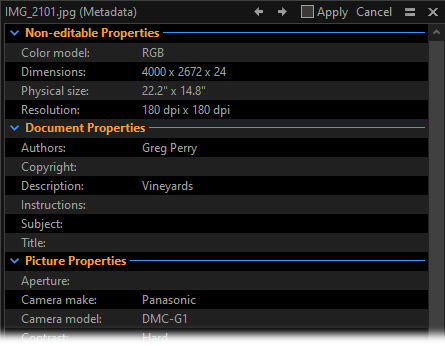 IMG_2101.jpg (Metadata) Apply Cancel
Non-editable Properties
Color model: RGB
Dimensions: 4000 x 2672 x 24
Physical size: 22.2" x 14.8"
Resolution: 180 dpi x 180 dpi
Document Properties
Authors: Greg Perry
Copyright:
Description: Vineyards
Instructions:
Subject:
Title:
Picture Properties
Aperture:
Camera make: Panasonic
Camera model: DMC-G1
Contrast: Hard